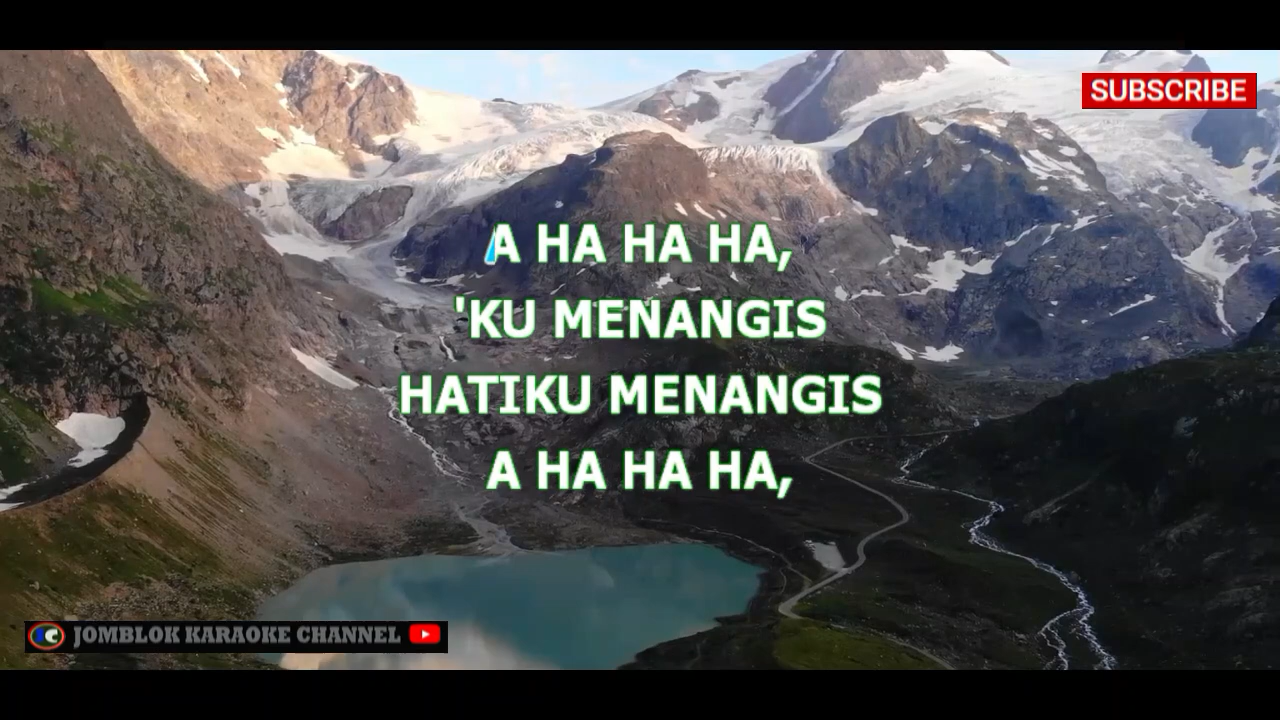 SUBSCRIBE
A HA HA HA,
'KU MENANGIS
HATIKU MENANGIS
A HA HA HA,
JOMBLOK KARAOKE CHANNEL